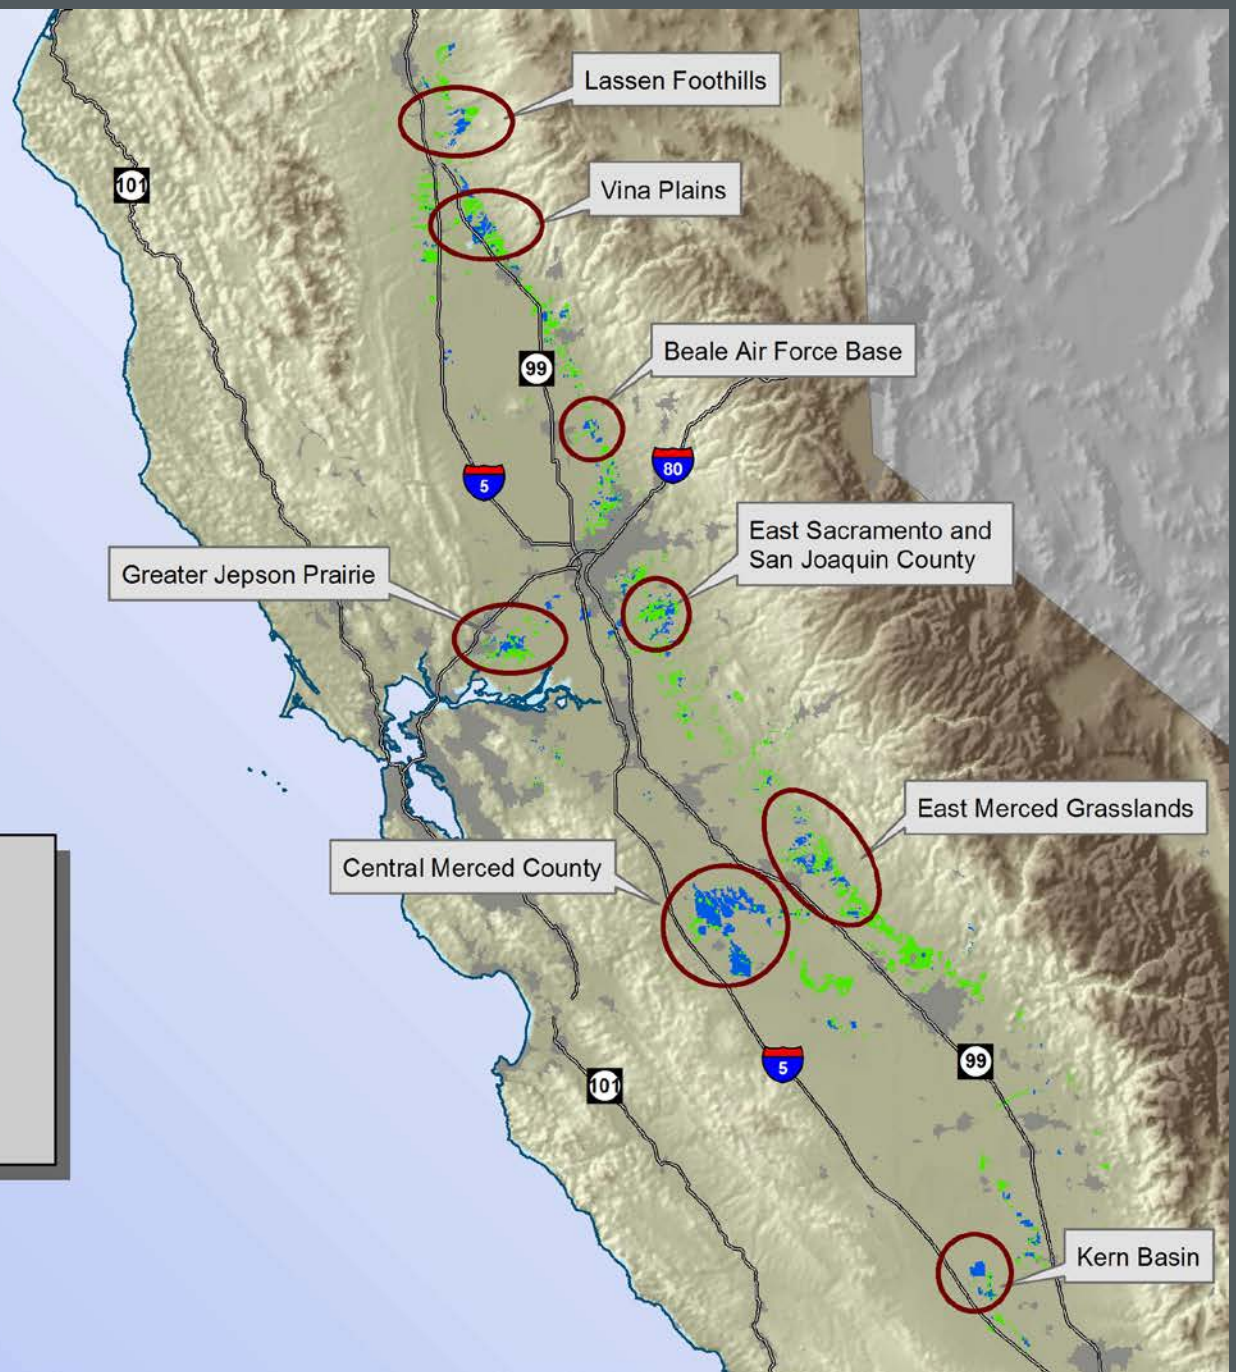 Lassen Foothills
Vina Plains
101
Beale Air Force Base
99
80
5
East Sacramento and
San Joaquin County
Greater Jepson Prairie
East Merced Grasslands
Central Merced County
5
99
101
Kern Basin